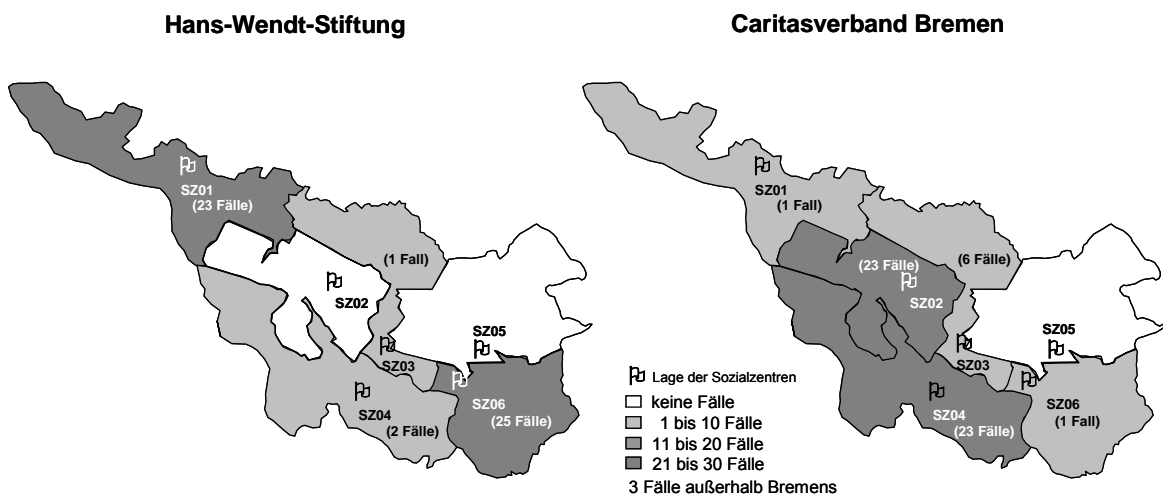 Hans-Wendt-Stiftung
SZ01
(23 Fälle)
(1 Fall)
SZ02
SZ05
SZ03
SZ04
(2 Fälle)
SZ06
(25 Fälle)
Caritasverband Bremen
SZ01
(1 Fall)
(23 Fälle)
(6 Fälle)
SZ02
SZ05
SZ03
SZ04
(23 Fälle)
SZ06
(1 Fall)
Lage der Sozialzentren
keine Fälle
1 bis 10 Fälle
11 bis 20 Fälle
21 bis 30 Fälle
3 Fälle außerhalb Bremens